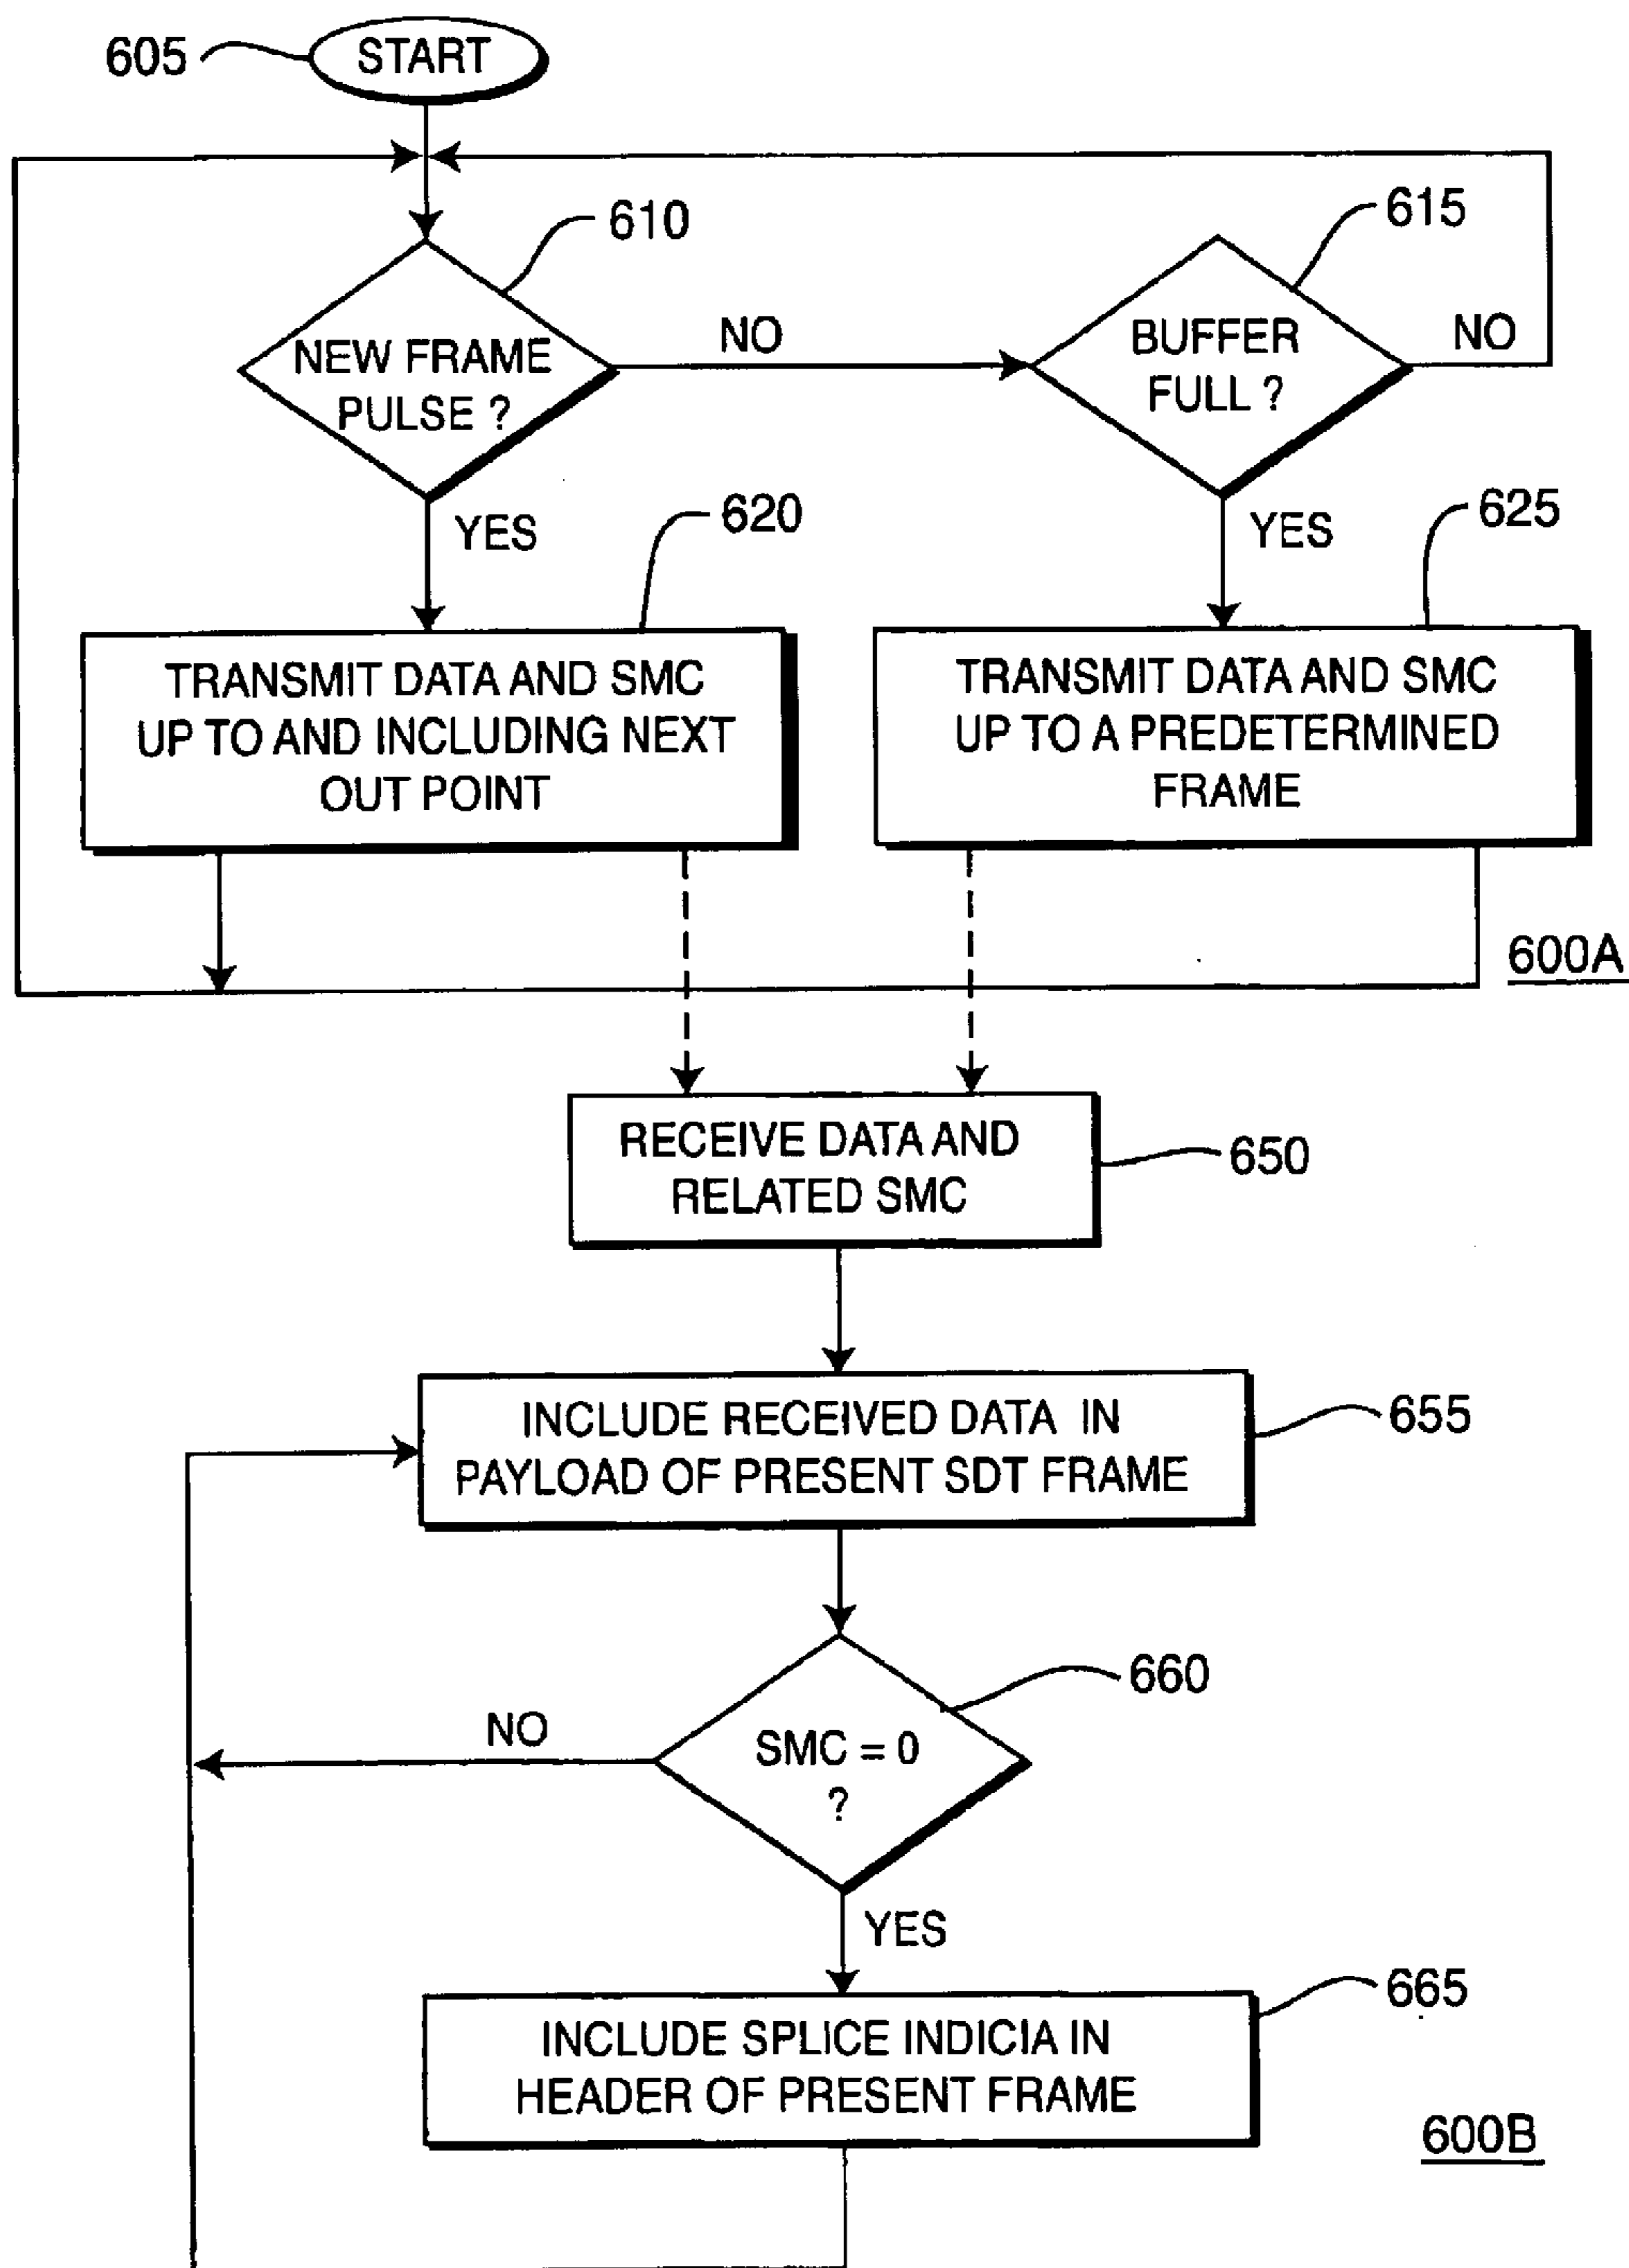 605
START
610
615
NEW FRAME
PULSE ?
NO
BUFFER
FULL ?
NO
YES
620
YES
625
TRANSMIT DATA AND SMC
UP TO AND INCLUDING NEXT
OUT POINT
TRANSMIT DATA AND SMC
UP TO A PREDETERMINED
FRAME
600A
RECEIVE DATA AND
RELATED SMC
650
INCLUDE RECEIVED DATA IN
PAYLOAD OF PRESENT SDT FRAME
655
660
NO
SMC = 0
?
YES
665
INCLUDE SPLICE INDICIA IN
HEADER OF PRESENT FRAME
600B